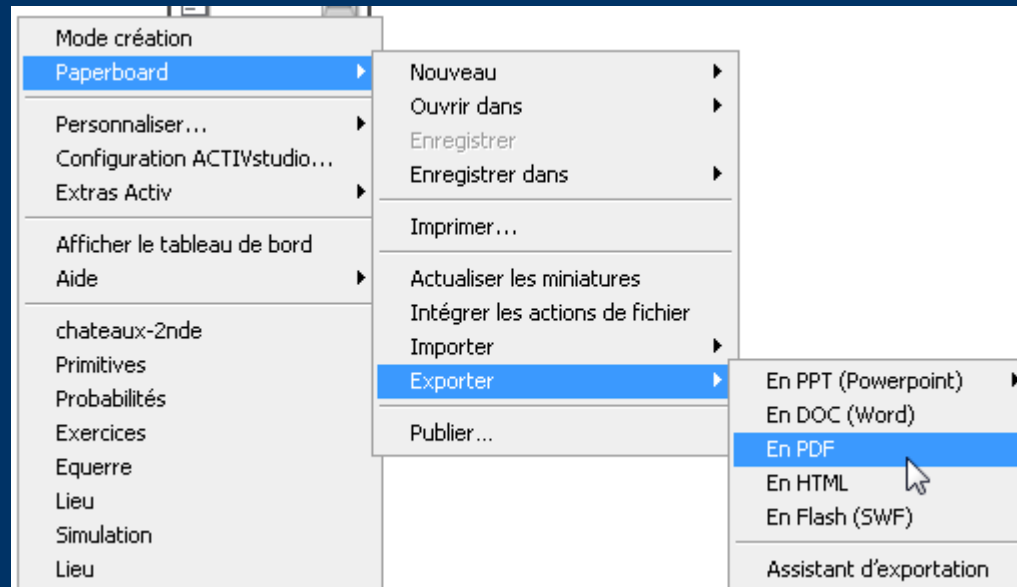 Mode création
Paperboard
Personnaliser...
Configuration ACTIVstudio...
Extras Activ
Afficher le tableau de bord
Aide
chateaux-2nde
Primitives
Probabilités
Exercices
Equerre
Lieu
Simulation
Lieu
Nouveau
Ouvrir dans
Enregistrer
Enregistrer dans
Imprimer...
Actualiser les miniatures
Intégrer les actions de fichier
Importer
Exporter
Publier...
En PPT (Powerpoint)
En DOC (Word)
En PDF
En HTML
En Flash (SWF)
Assistant d'exportation